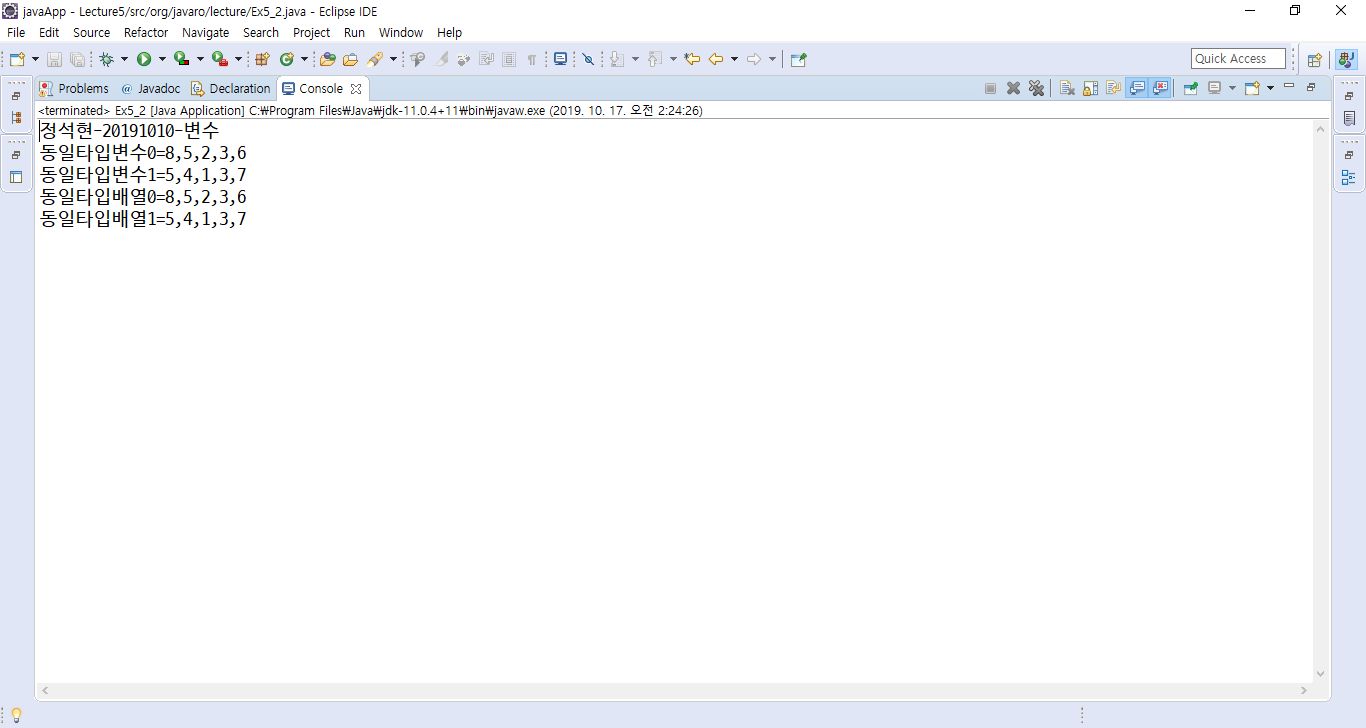 javaApp - Lecture5/src/org/javaro/lecture/Ex5_2.java - Eclipse IDE
File Edit Source Refactor Navigate Search Project Run Window Help
Quick Access
Problems @ Javadoc Declaration Console
<terminated> Ex5_2 [Java Application] C:₩Program Files₩Java₩jdk-11.0.4+11₩bin₩javaw.exe (2019. 10. 17. 오전 2:24:26)
정석현-20191010-변수
동일타입변수0=8,5,2,3,6
동일타입변수1=5,4,1,3,7
동일타입배열0=8,5,2,3,6
동일타입배열1=5,4,1,3,7